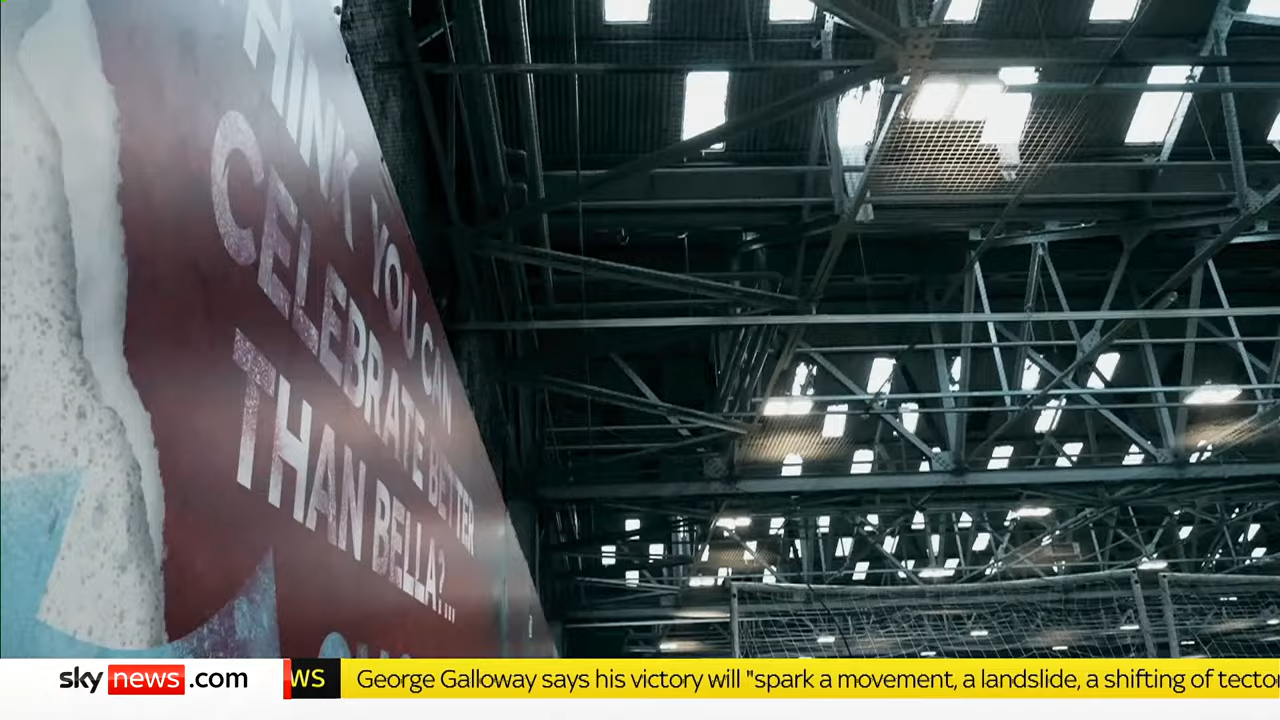 HINK YOU CAN
CELEBRATE BETTER
THAN BELLA?...
sky news.com
WS
George Galloway says his victory will "spark a movement, a landslide, a shifting of